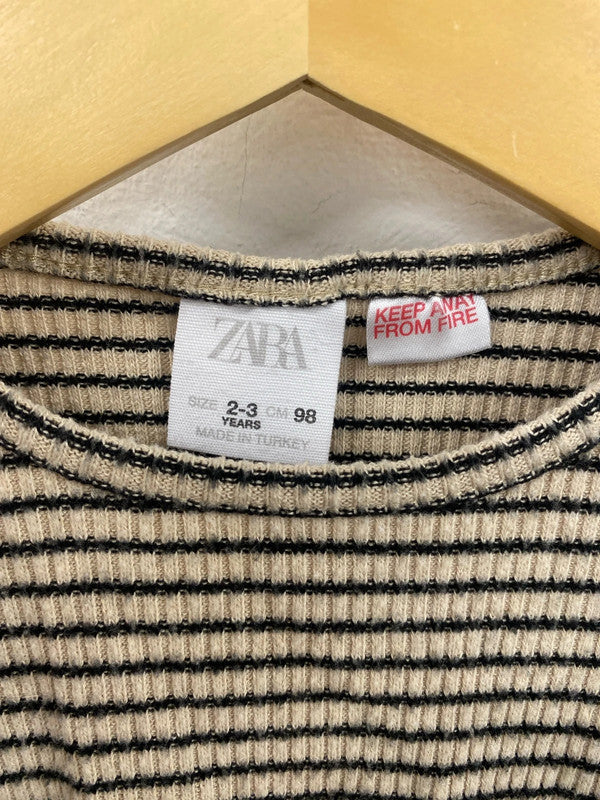 ZARA
SIZE 2-3 CM 98
YEARS
MADE IN TURKEY
KEEP AWAY
FROM FIRE